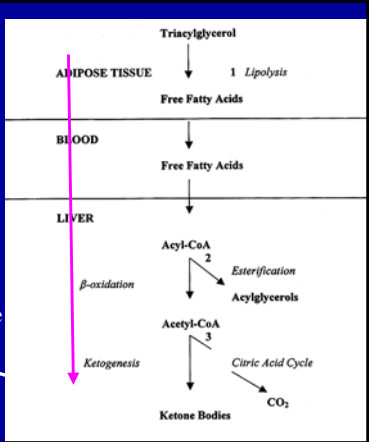 Triacylglycerol
ADIPOSE TISSUE 1 Lipolysis
Free Fatty Acids
BLOOD
Free Fatty Acids
LIVER
Acyl-CoA
2
Esterification
β-oxidation
Acylglycerols
Acetyl-CoA
3
Ketogenesis Citric Acid Cycle
CO₂
Ketone Bodies